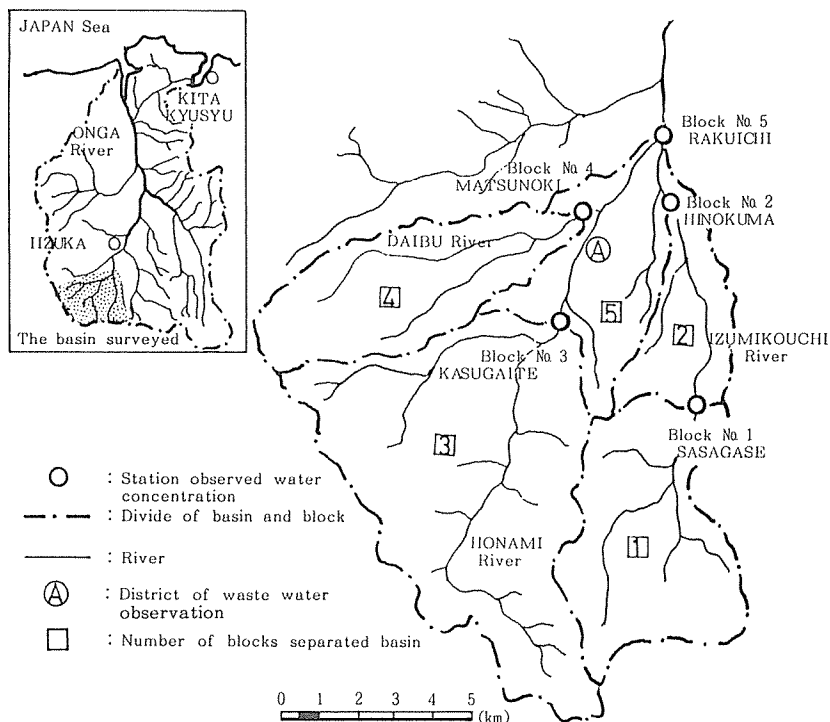 JAPAN Sea
KITA
KYUSYU
ONGA
River
IIZUKA
The basin surveyed
Block No. 5
RAKUICHI
Block No. 4
MATSUNOKI
Block No. 2
HINOKUMA
DAIBU River
A
4
5
2
IZUMIKOUCHI
River
Block No. 3
KASUGAITE
Block No. 1
SASAGASE
3
HONAMI
River
1
: Station observed water
concentration
: Divide of basin and block
: River
A : District of waste water
observation
: Number of blocks separated basin
0 1 2 3 4 5
(km)